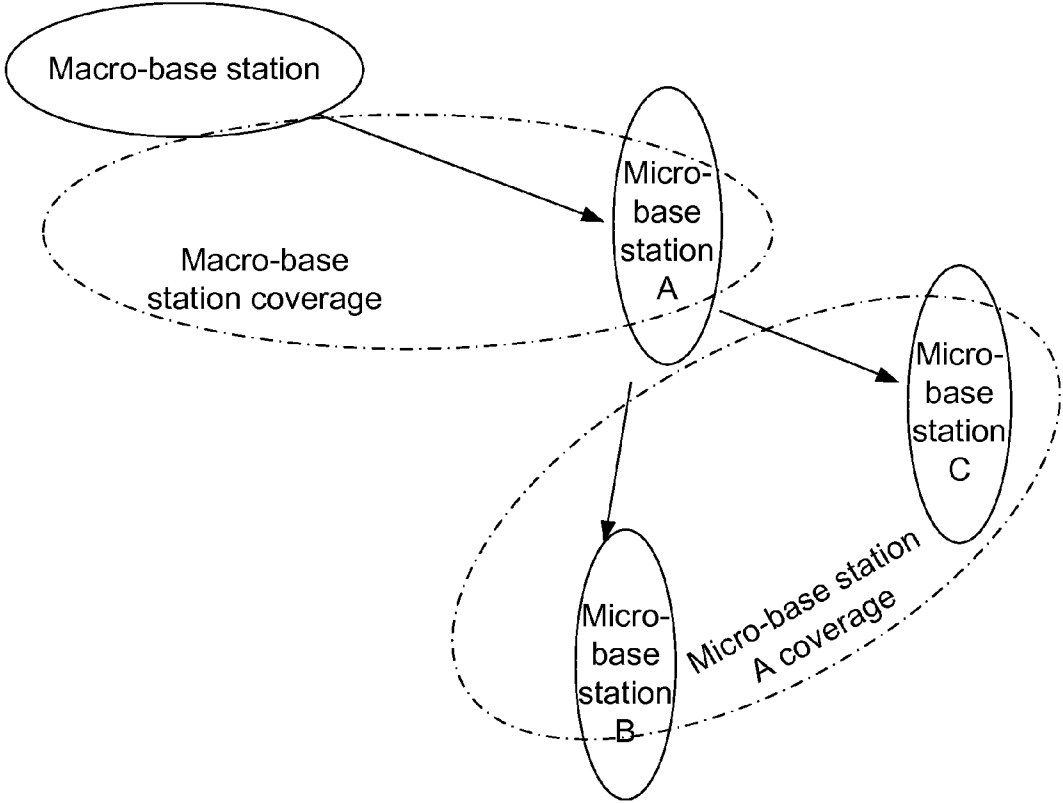 Macro-base station
Micro-
base
station
A
Macro-base
station coverage
Micro-
base
station
C
Micro-base station
A coverage
Micro-
base
station
B